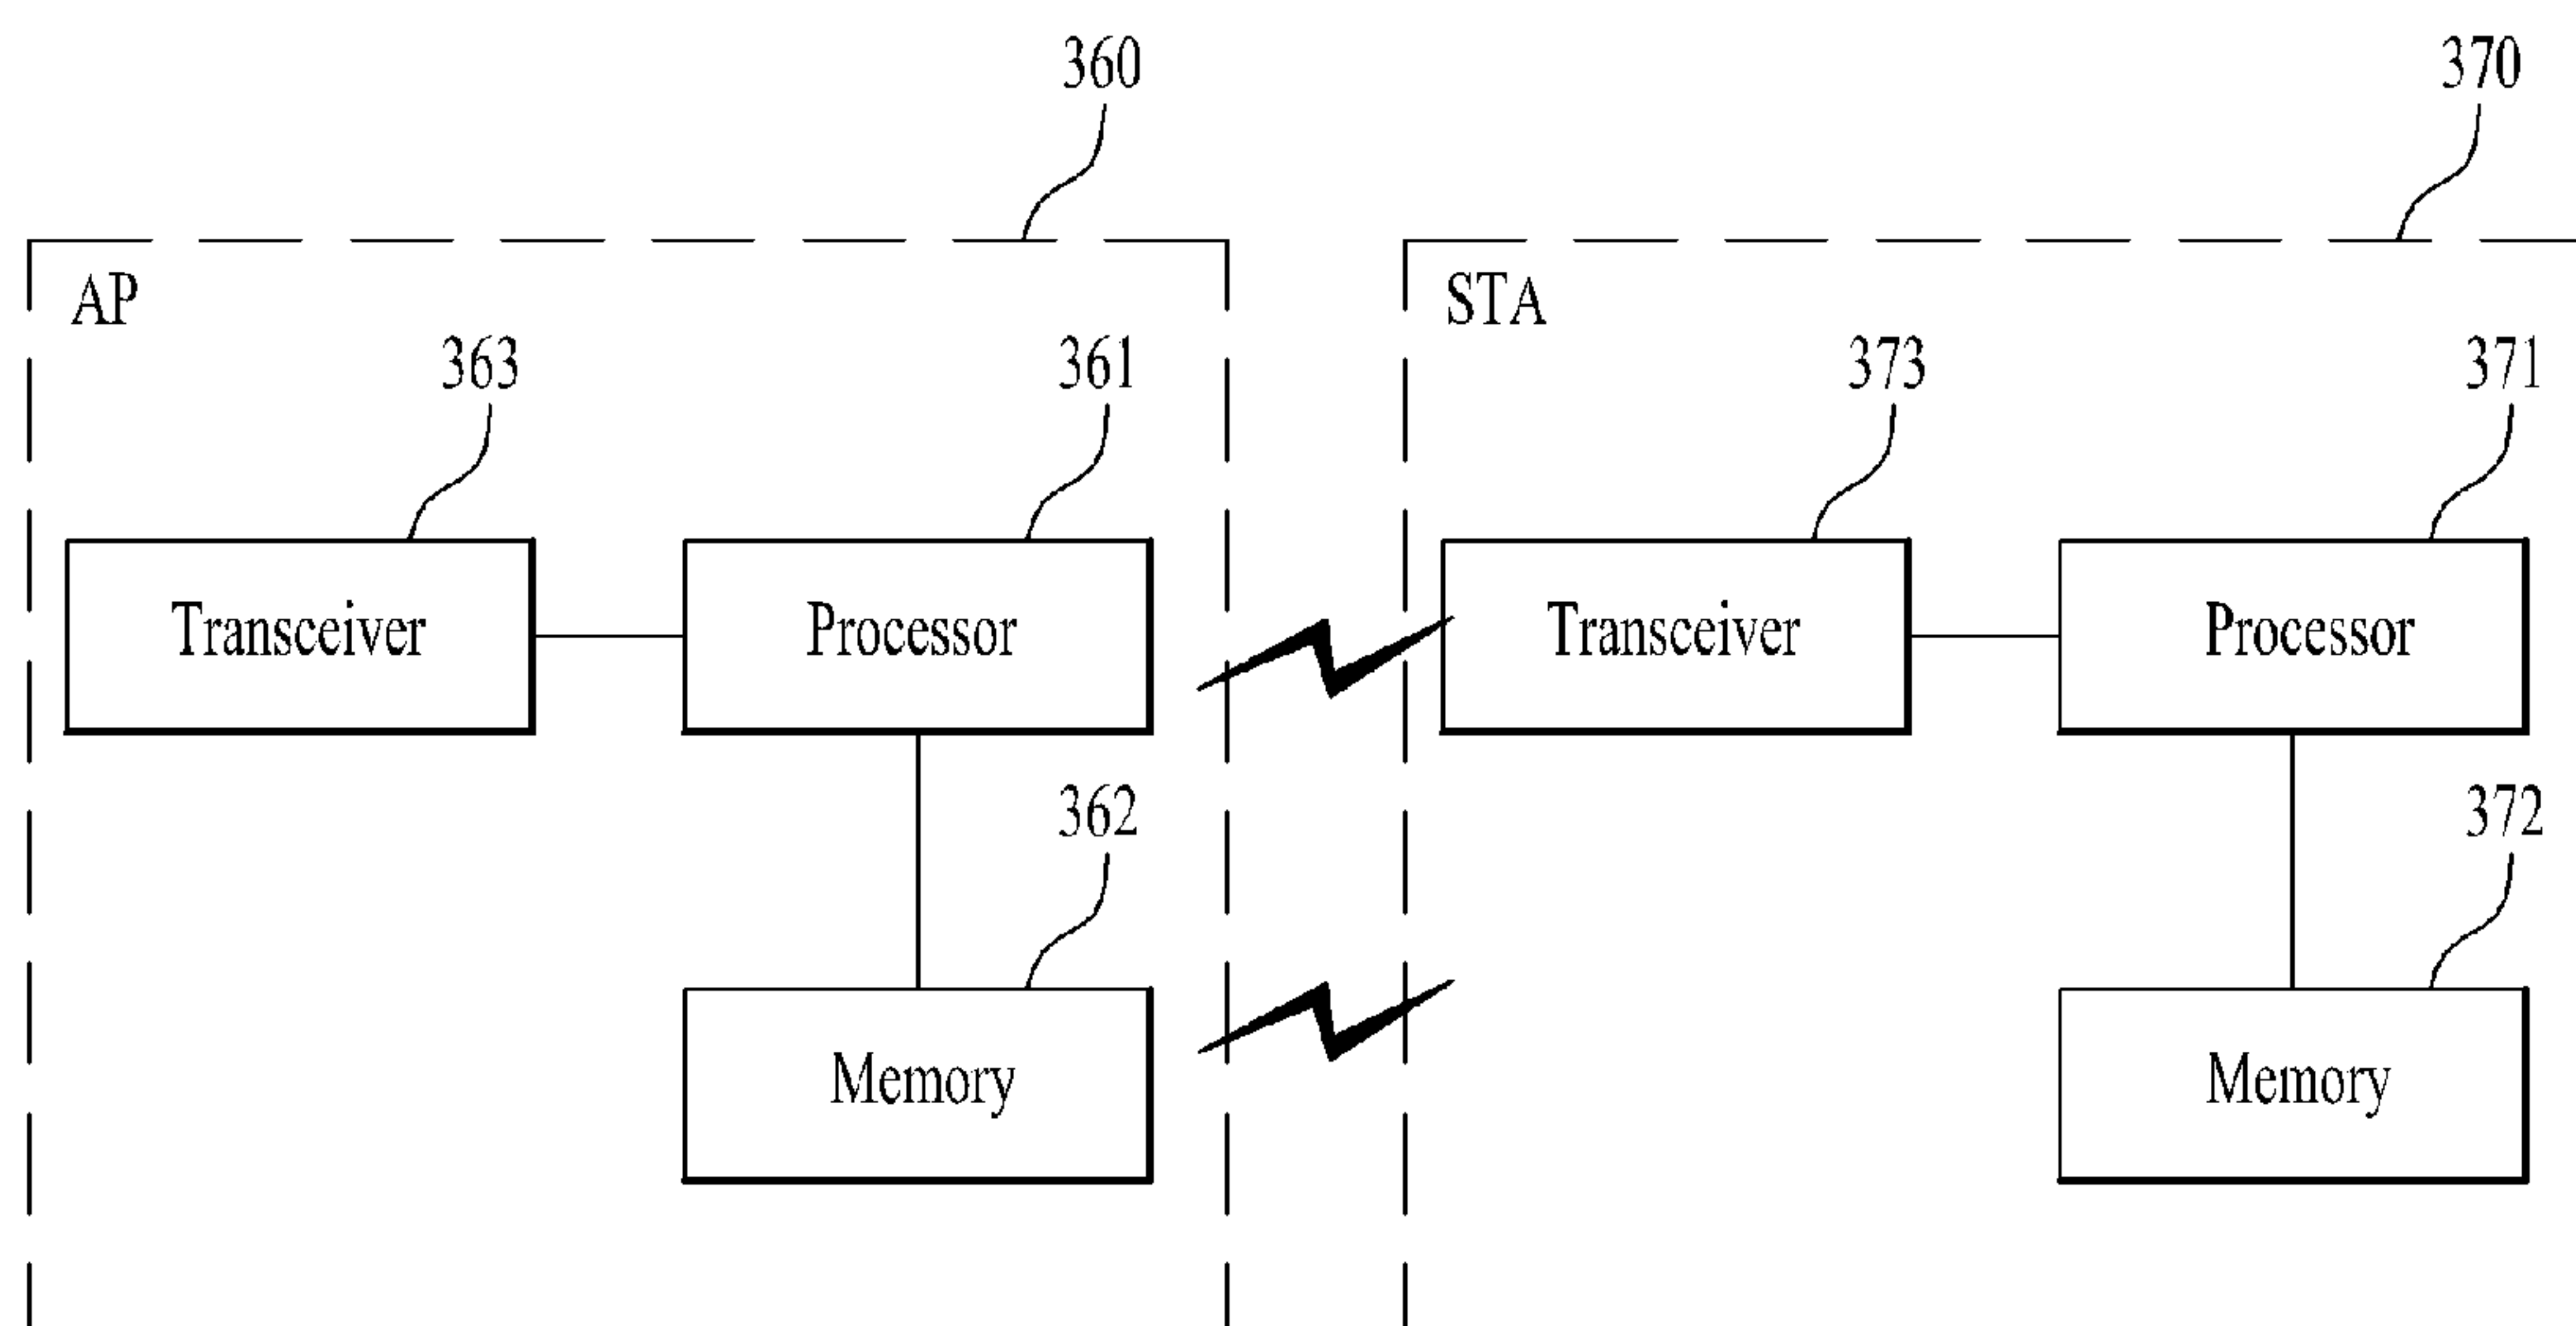 360
370
AP
STA
363
361
373
371
Transceiver
Processor
Transceiver
Processor
362
372
Memory
Memory